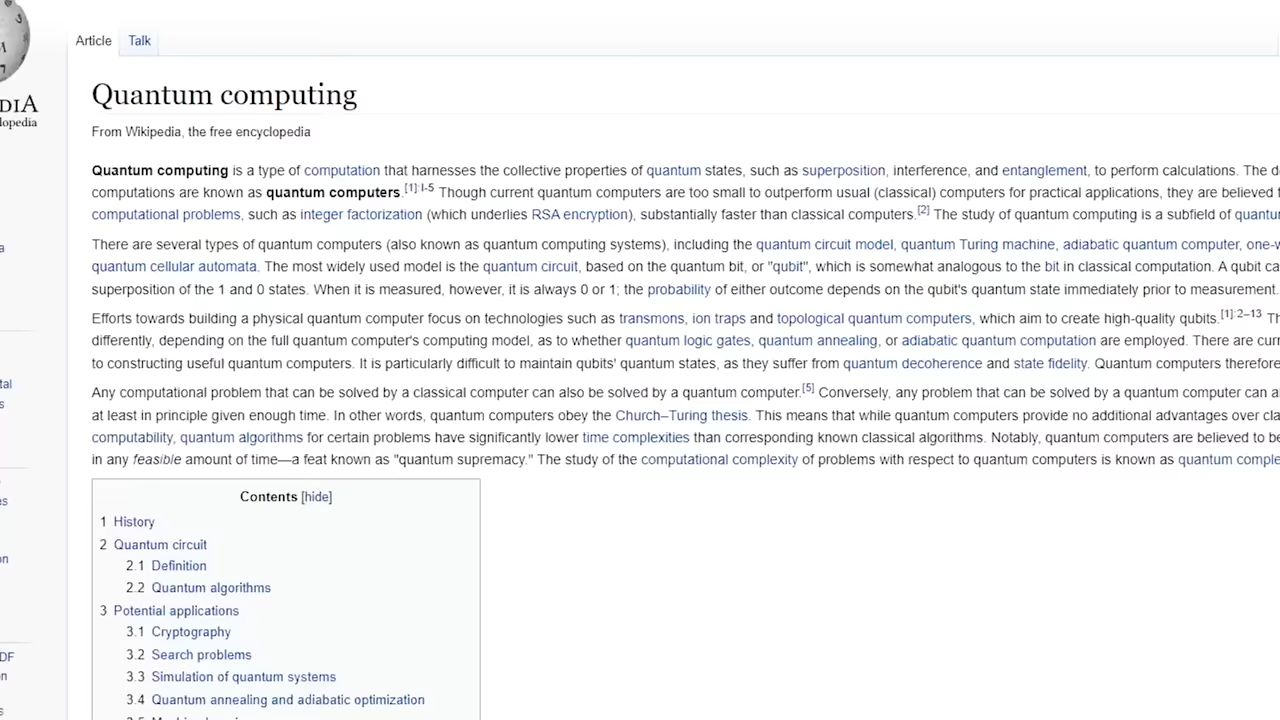 DIA
lopedia
Article Talk
Quantum computing
From Wikipedia, the free encyclopedia
Quantum computing is a type of computation that harnesses the collective properties of quantum states, such as superposition, interference, and entanglement, to perform calculations. The
computations are known as quantum computers.[1]:I-5 Though current quantum computers are too small to outperform usual (classical) computers for practical applications, they are believed
computational problems, such as integer factorization (which underlies RSA encryption), substantially faster than classical computers.[2] The study of quantum computing is a subfield of quantu
There are several types of quantum computers (also known as quantum computing systems), including the quantum circuit model, quantum Turing machine, adiabatic quantum computer, one-w
quantum cellular automata. The most widely used model is the quantum circuit, based on the quantum bit, or "qubit", which is somewhat analogous to the bit in classical computation. A qubit ca
superposition of the 1 and 0 states. When it is measured, however, it is always 0 or 1; the probability of either outcome depends on the qubit's quantum state immediately prior to measurement.
Efforts towards building a physical quantum computer focus on technologies such as transmons, ion traps and topological quantum computers, which aim to create high-quality qubits.[1]:2–13 Th
differently, depending on the full quantum computer's computing model, as to whether quantum logic gates, quantum annealing, or adiabatic quantum computation are employed. There are curr
to constructing useful quantum computers. It is particularly difficult to maintain qubits' quantum states, as they suffer from quantum decoherence and state fidelity. Quantum computers therefore
Any computational problem that can be solved by a classical computer can also be solved by a quantum computer.[5] Conversely, any problem that can be solved by a quantum computer can a
at least in principle given enough time. In other words, quantum computers obey the Church–Turing thesis. This means that while quantum computers provide no additional advantages over cla
computability, quantum algorithms for certain problems have significantly lower time complexities than corresponding known classical algorithms. Notably, quantum computers are believed to be
in any feasible amount of time—a feat known as "quantum supremacy." The study of the computational complexity of problems with respect to quantum computers is known as quantum comple
Contents [hide]
1 History
2 Quantum circuit
2.1 Definition
2.2 Quantum algorithms
3 Potential applications
3.1 Cryptography
3.2 Search problems
3.3 Simulation of quantum systems
3.4 Quantum annealing and adiabatic optimization